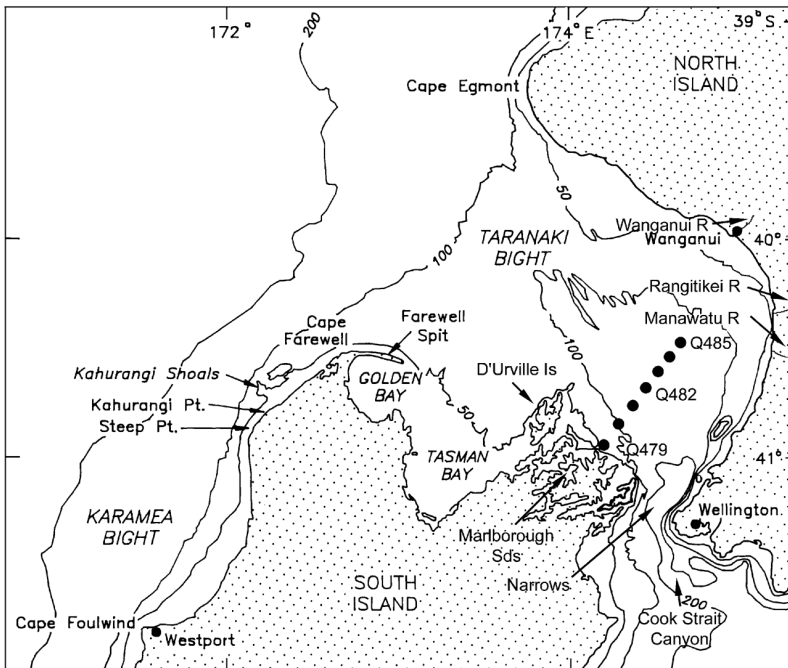 172°
200
174°E
39°S.
NORTH
ISLAND
Cape Egmont
50
Wanganui R
Wanganui
40°
TARANAKI
BIGHT
100
Rangitikei R
Manawatu R
Cape
Farewell
Farewell
Spit
Q485
Kahurangi Shoals
GOLDEN
BAY
D'Urville Is
100
Q482
Kahurangi Pt.
Steep Pt.
50
TASMAN
BAY
Q479
41°
KARAMEA
BIGHT
Wellington
Marlborough
Sds
Narrows
SOUTH
ISLAND
200
Cook Strait
Canyon
Cape Foulwind
Westport